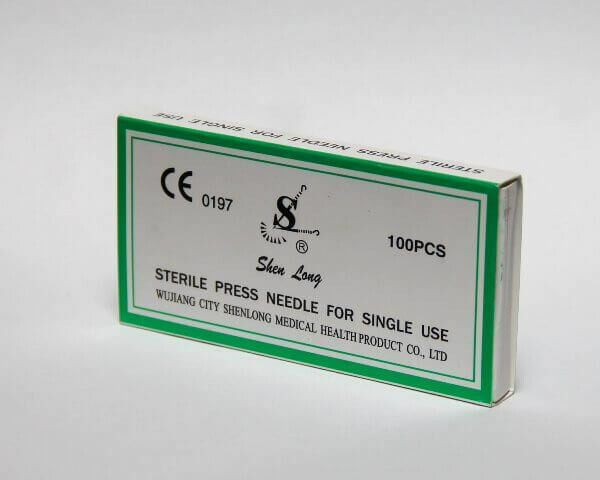 STERILE PRESS NEEDLE FOR SINGLE USE
CE 0197
SL ®
100PCS
Shen Long
STERILE PRESS NEEDLE FOR SINGLE USE
WUJIANG CITY SHENLONG MEDICAL HEALTH PRODUCT CO., LTD